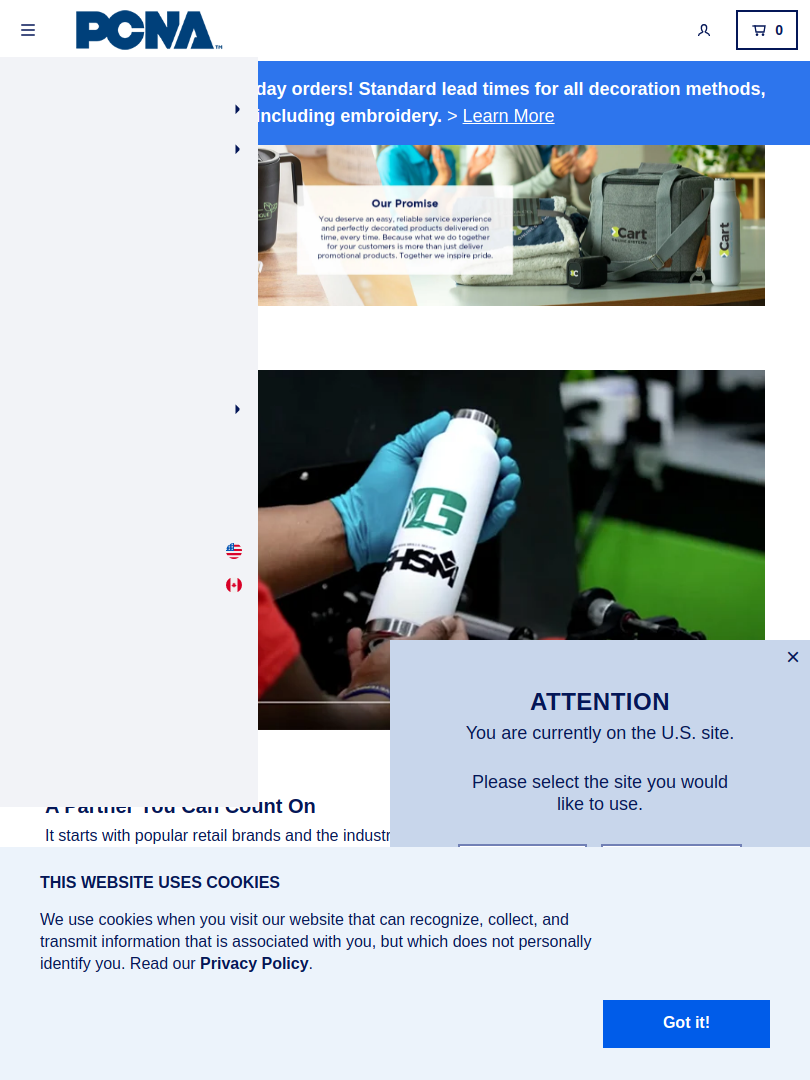 PCNA™
0
day orders! Standard lead times for all decoration methods,
including embroidery. > Learn More
Our Promise
You deserve an easy, reliable service experience
and perfectly decorated products delivered on
time, every time. Because what we do together
for your customers is more than just deliver
promotional products. Together we inspire pride.
Cart
Cart
G
GHSM
ATTENTION
You are currently on the U.S. site.
Please select the site you would
like to use.
A Partner You Can Count On
It starts with popular retail brands and the industr
THIS WEBSITE USES COOKIES
We use cookies when you visit our website that can recognize, collect, and
transmit information that is associated with you, but which does not personally
identify you. Read our Privacy Policy.
Got it!